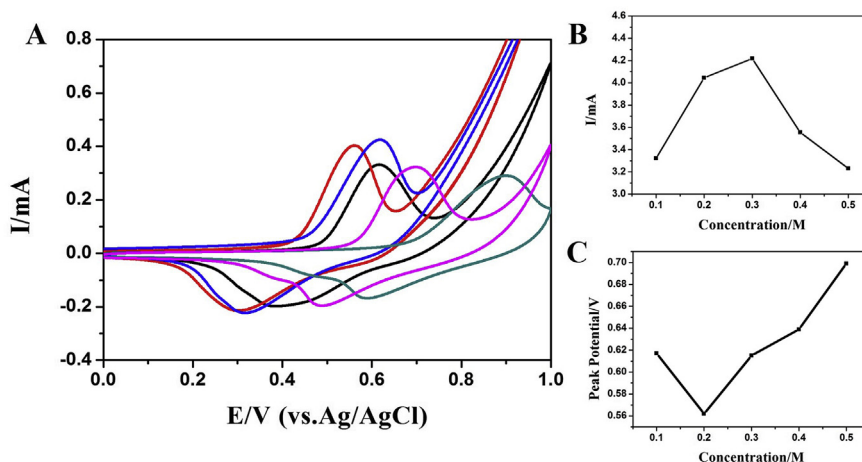 A
I/mA
0.8
0.6
0.4
0.2
0.0
-0.2
-0.4
0.0 0.2 0.4 0.6 0.8 1.0
E/V (vs.Ag/AgCl)
B
I/mA
4.6
4.4
4.2
4.0
3.8
3.6
3.4
3.2
3.0
0.1 0.2 0.3 0.4 0.5
Concentration/M
C
Peak Potential/V
0.70
0.68
0.66
0.64
0.62
0.60
0.58
0.56
0.1 0.2 0.3 0.4 0.5
Concentration/M